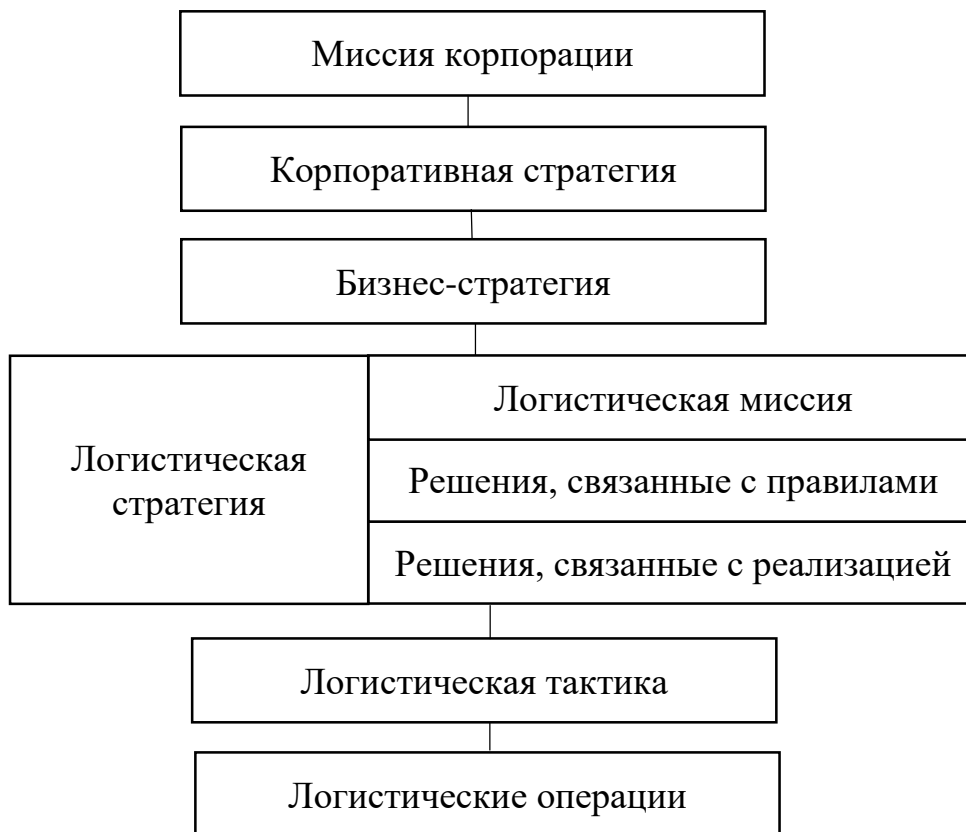 Миссия корпорации
Корпоративная стратегия
Бизнес-стратегия
Логистическая
стратегия
Логистическая миссия
Решения, связанные с правилами
Решения, связанные с реализацией
Логистическая тактика
Логистические операции